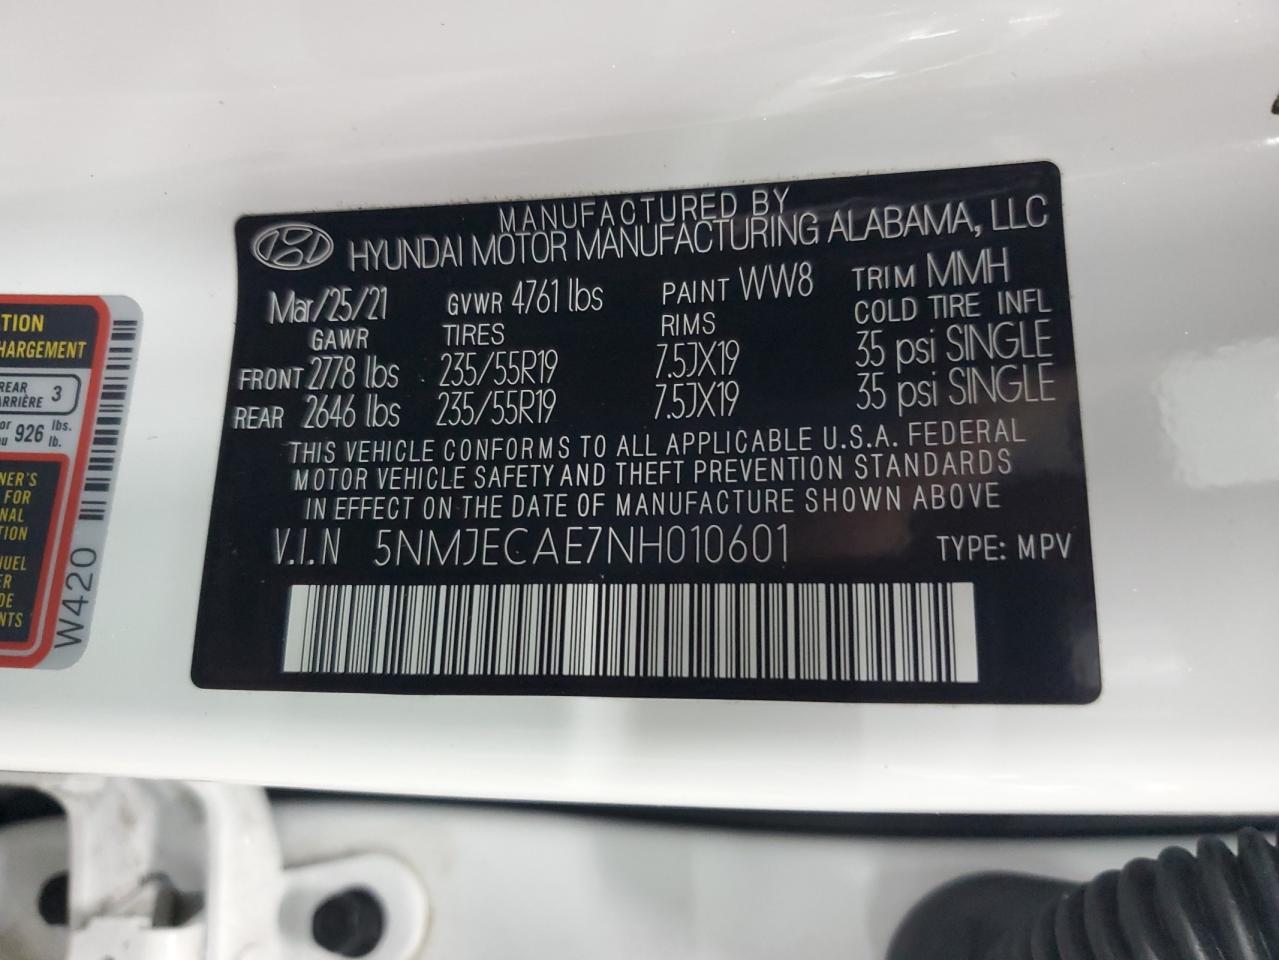 MANUFACTURED BY
HYUNDAI MOTOR MANUFACTURING ALABAMA, LLC
Mar/25/21 GVWR 4761 lbs PAINT WW8 TRIM MMH
GAWR TIRES RIMS COLD TIRE INFL
FRONT 2778 lbs 235/55R19 7.5JX19 35 psi SINGLE
REAR 2646 lbs 235/55R19 7.5JX19 35 psi SINGLE
THIS VEHICLE CONFORMS TO ALL APPLICABLE U.S.A. FEDERAL
MOTOR VEHICLE SAFETY AND THEFT PREVENTION STANDARDS
IN EFFECT ON THE DATE OF MANUFACTURE SHOWN ABOVE
V.I.N 5NMJECAE7NH010601 TYPE: MPV
REAR 3
926 lbs.
lb.
FOR
W420